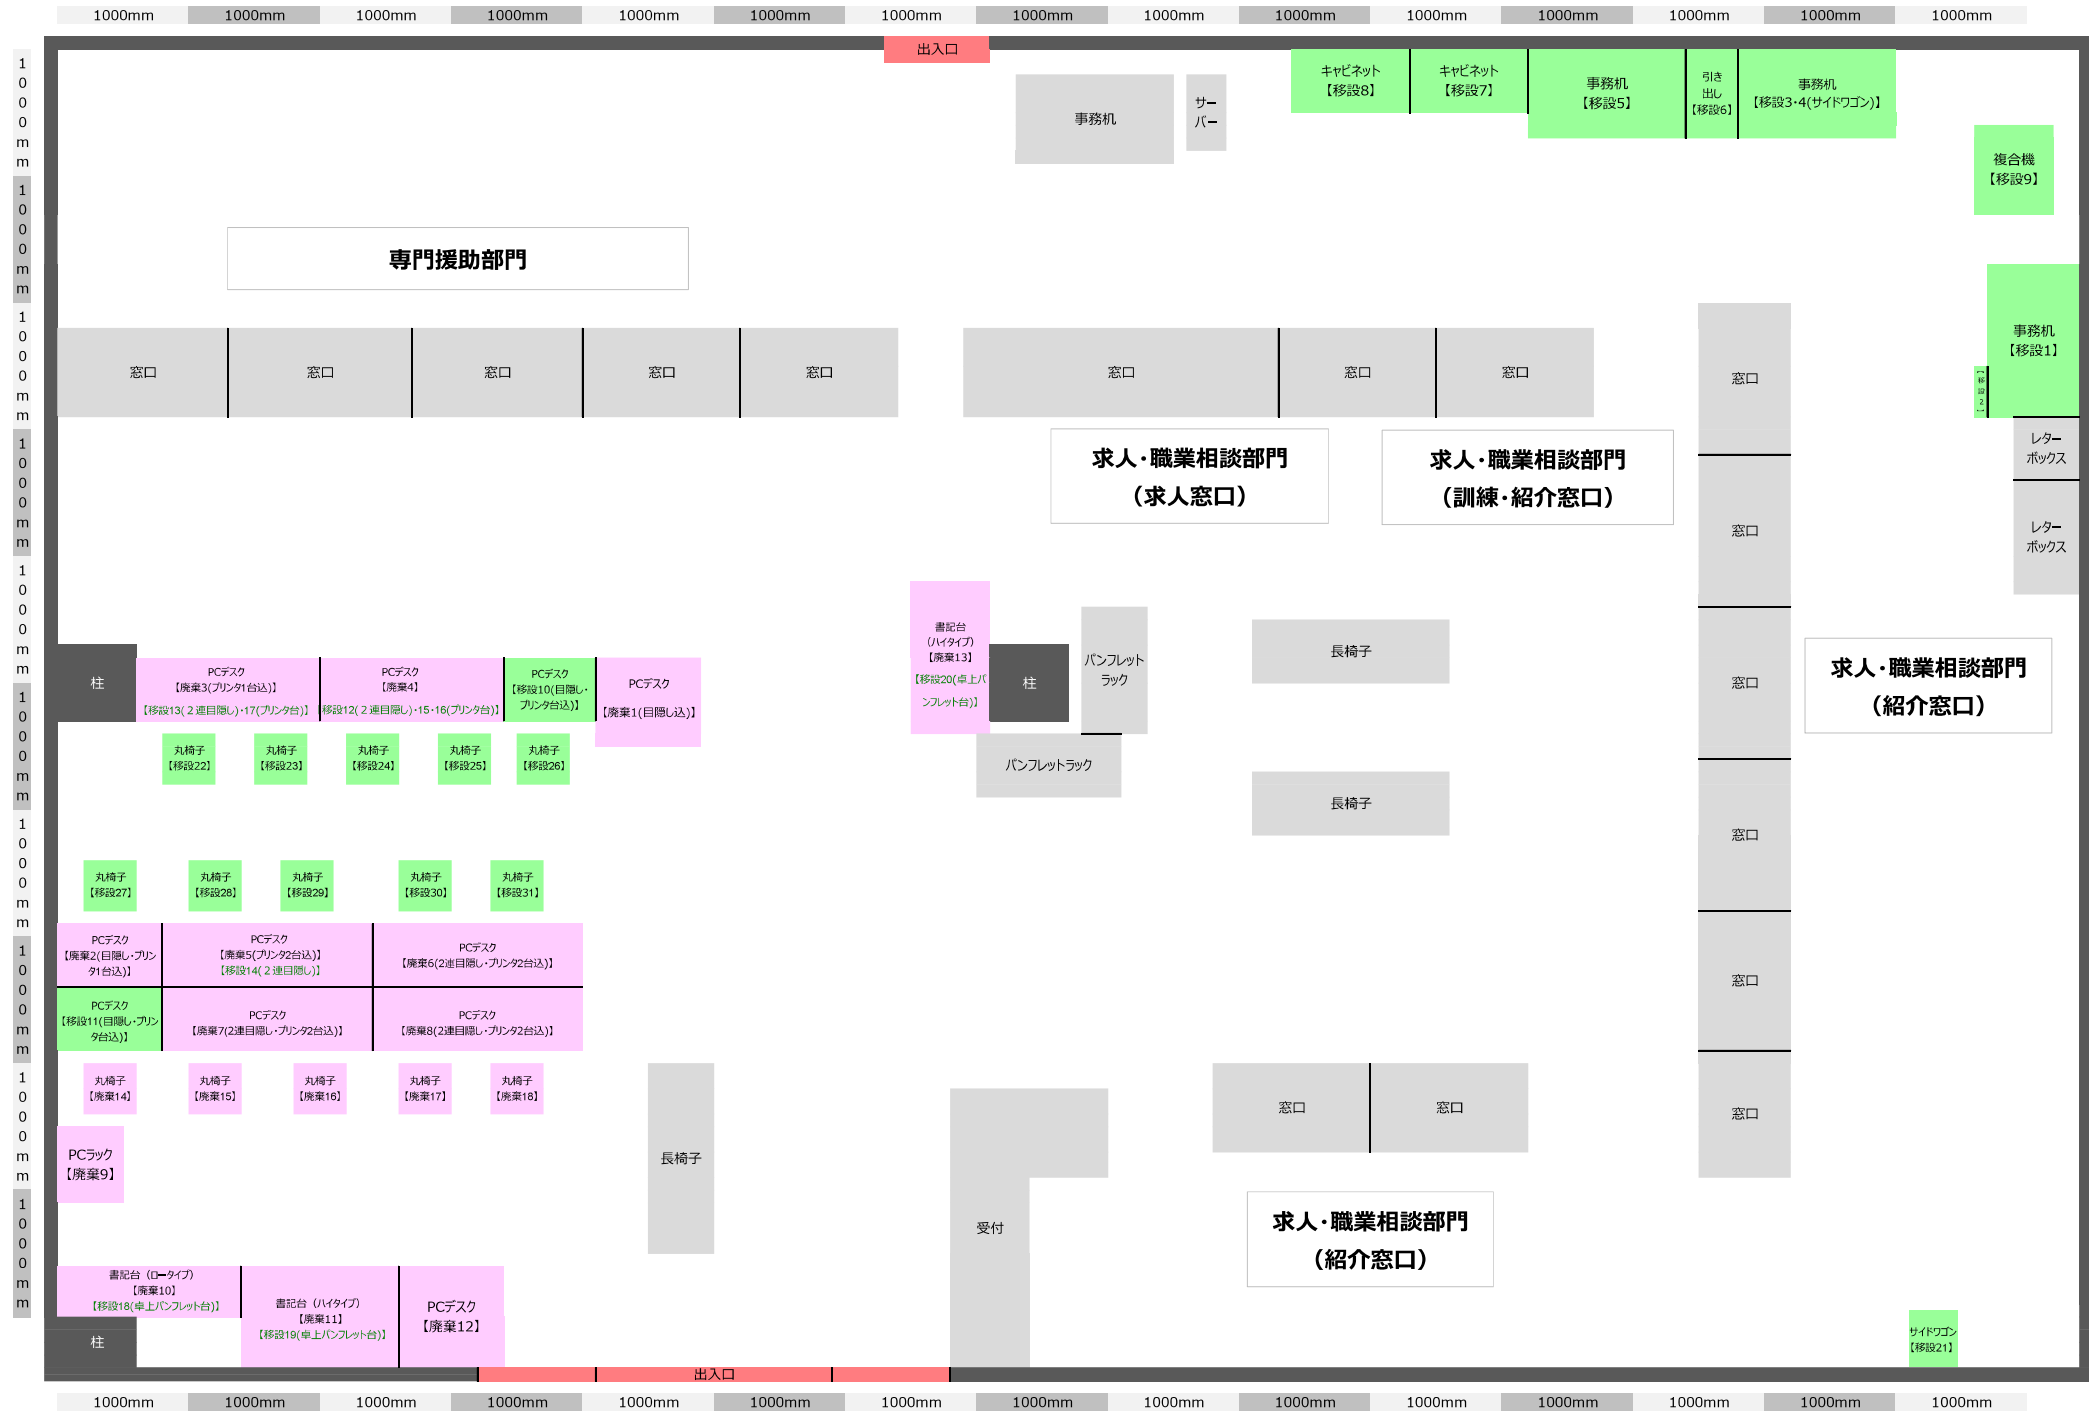 1000mm 1000mm 1000mm 1000mm 1000mm 1000mm 1000mm 1000mm 1000mm 1000mm 1000mm 1000mm 1000mm 1000mm 1000mm
出入口
1000mm
1000mm
1000mm
1000mm
1000mm
1000mm
1000mm
1000mm
1000mm
1000mm
事務机
サー
バー
キャビネット
【移設8】
キャビネット
【移設7】
事務机
【移設5】
引き
出し
【移設6】
事務机
【移設3・4(サイドワゴン)】
複合機
【移設9】
専門援助部門
事務机
【移設1】
【移設2】
窓口
窓口
窓口
窓口
窓口
窓口
窓口
窓口
窓口
レター
ボックス
レター
ボックス
求人・職業相談部門
（求人窓口）
求人・職業相談部門
（訓練・紹介窓口）
窓口
窓口
窓口
窓口
窓口
求人・職業相談部門
（紹介窓口）
柱
PCデスク
【廃棄3(プリンタ1台込)】
【移設13(２連目隠し)・17(プリンタ台)】
PCデスク
【廃棄4】
【移設12(２連目隠し)・15・16(プリンタ台)】
PCデスク
【移設10(目隠し・
プリンタ台込)】
PCデスク
【廃棄1(目隠し込)】
書記台
（ハイタイプ）
【廃棄13】
【移設20(卓上パ
ンフレット台)】
柱
パンフレット
ラック
パンフレットラック
長椅子
長椅子
丸椅子
【移設22】
丸椅子
【移設23】
丸椅子
【移設24】
丸椅子
【移設25】
丸椅子
【移設26】
丸椅子
【移設27】
丸椅子
【移設28】
丸椅子
【移設29】
丸椅子
【移設30】
丸椅子
【移設31】
PCデスク
【廃棄2(目隠し・プリン
タ1台込)】
PCデスク
【廃棄5(プリンタ2台込)】
【移設14(２連目隠し)】
PCデスク
【廃棄6(2連目隠し・プリンタ2台込)】
PCデスク
【移設11(目隠し・プリン
タ台込)】
PCデスク
【廃棄7(2連目隠し・プリンタ2台込)】
PCデスク
【廃棄8(2連目隠し・プリンタ2台込)】
丸椅子
【廃棄14】
丸椅子
【廃棄15】
丸椅子
【廃棄16】
丸椅子
【廃棄17】
丸椅子
【廃棄18】
PCラック
【廃棄9】
長椅子
受付
窓口
窓口
窓口
求人・職業相談部門
（紹介窓口）
書記台（ロータイプ）
【廃棄10】
【移設18(卓上パンフレット台)】
書記台（ハイタイプ）
【廃棄11】
【移設19(卓上パンフレット台)】
PCデスク
【廃棄12】
柱
サイドワゴン
【移設21】
出入口
1000mm 1000mm 1000mm 1000mm 1000mm 1000mm 1000mm 1000mm 1000mm 1000mm 1000mm 1000mm 1000mm 1000mm 1000mm